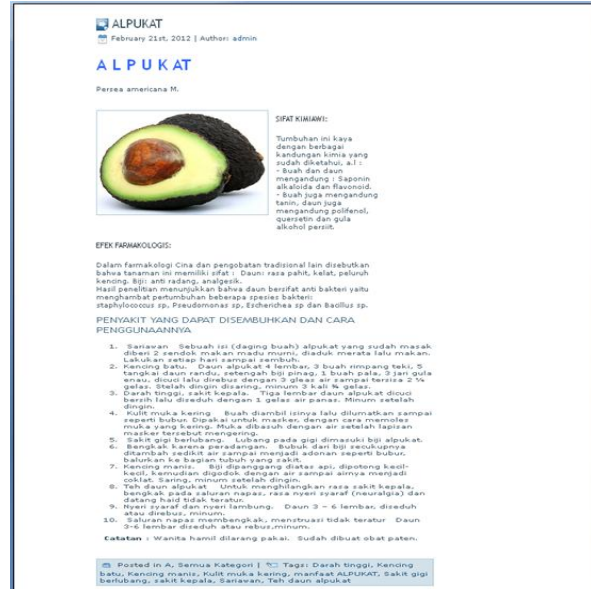 ALPUKAT
February 21st, 2012 | Author: admin
ALPUKAT
Persea americana M.
SIFAT KIMIAWI:
Tumbuhan ini kaya
dengan berbagai
kandungan kimia yang
sudah diketahui, a.l :
- Buah dan daun
mengandung : Saponin
alkaloida dan flavonoid.
- Buah juga mengandung
tanin, daun juga
mengandung polifenol,
quersetin dan gula
alkohol persiit.
EFEK FARMAKOLOGIS:
Dalam farmakologi Cina dan pengobatan tradisional lain disebutkan
bahwa tanaman ini memiliki sifat : Daun: rasa pahit, kelat, peluruh
kencing. Biji: anti radang, analgesik.
Hasil penelitian menunjukkan bahwa daun bersifat anti bakteri yaitu
menghambat pertumbuhan beberapa spesies bakteri:
staphylococcus sp, Pseudomonas sp, Escherichea sp dan Bacillus sp.
PENYAKIT YANG DAPAT DISEMBUHKAN DAN CARA
PENGGUNAANNYA
1. Sariawan Sebuah isi (daging buah) alpukat yang sudah masak
diberi 2 sendok makan madu murni, diaduk merata lalu makan.
Lakukan setiap hari sampai sembuh.
2. Kencing batu. Daun alpukat 4 lembar, 3 buah rimpang teki, 5
tangkai daun randu, setengah biji pinag, 1 buah pala, 3 jari gula
enau, dicuci lalu direbus dengan 3 gleas air sampai tersisa 2 ¼
gelas. Stelah dingin disaring, minum 3 kali ¾ gelas.
3. Darah tinggi, sakit kepala. Tiga lembar daun alpukat dicuci
bersih lalu diseduh dengan 1 gelas air panas. Minum setelah
dingin.
4. Kulit muka kering Buah diambil isinya lalu dilumatkan sampai
seperti bubur. Dipakai untuk masker, dengan cara memoles
muka yang kering. Muka dibasuh dengan air setelah lapisan
masker tersebut mengering.
5. Sakit gigi berlubang. Lubang pada gigi dimasuki biji alpukat.
6. Bengkak karena peradangan. Bubuk dari biji secukupnya
ditambah sedikit air sampai menjadi adonan seperti bubur,
balurkan ke bagian tubuh yang sakit.
7. Kencing manis. Biji dipanggang diates api, dipotong kecil-
kecil, kemudian digodok dengan air sampai airnya menjadi
coklat. Saring, minum setelah dingin.
8. Teh daun alpukat Untuk menghilangkan rasa sakit kepala,
bengkak pada saluran napas, rasa nyeri syaraf (neuralgia) dan
datang haid tidak teratur.
9. Nyeri syaraf dan nyeri lambung. Daun 3 – 6 lembar, diseduh
atau direbus, minum.
10. Saluran napas membengkak, menstruasi tidak teratur Daun
3-6 lembar diseduh atau rebus,minum.
Catatan : Wanita hamil dilarang pakai. Sudah dibuat obat paten.
Posted in A, Semua Kategori | Tags: Darah tinggi, Kencing
batu, Kencing manis, Kulit muka kering, manfaat ALPUKAT, Sakit gigi
berlubang, sakit kepala, Sariawan, Teh daun alpukat